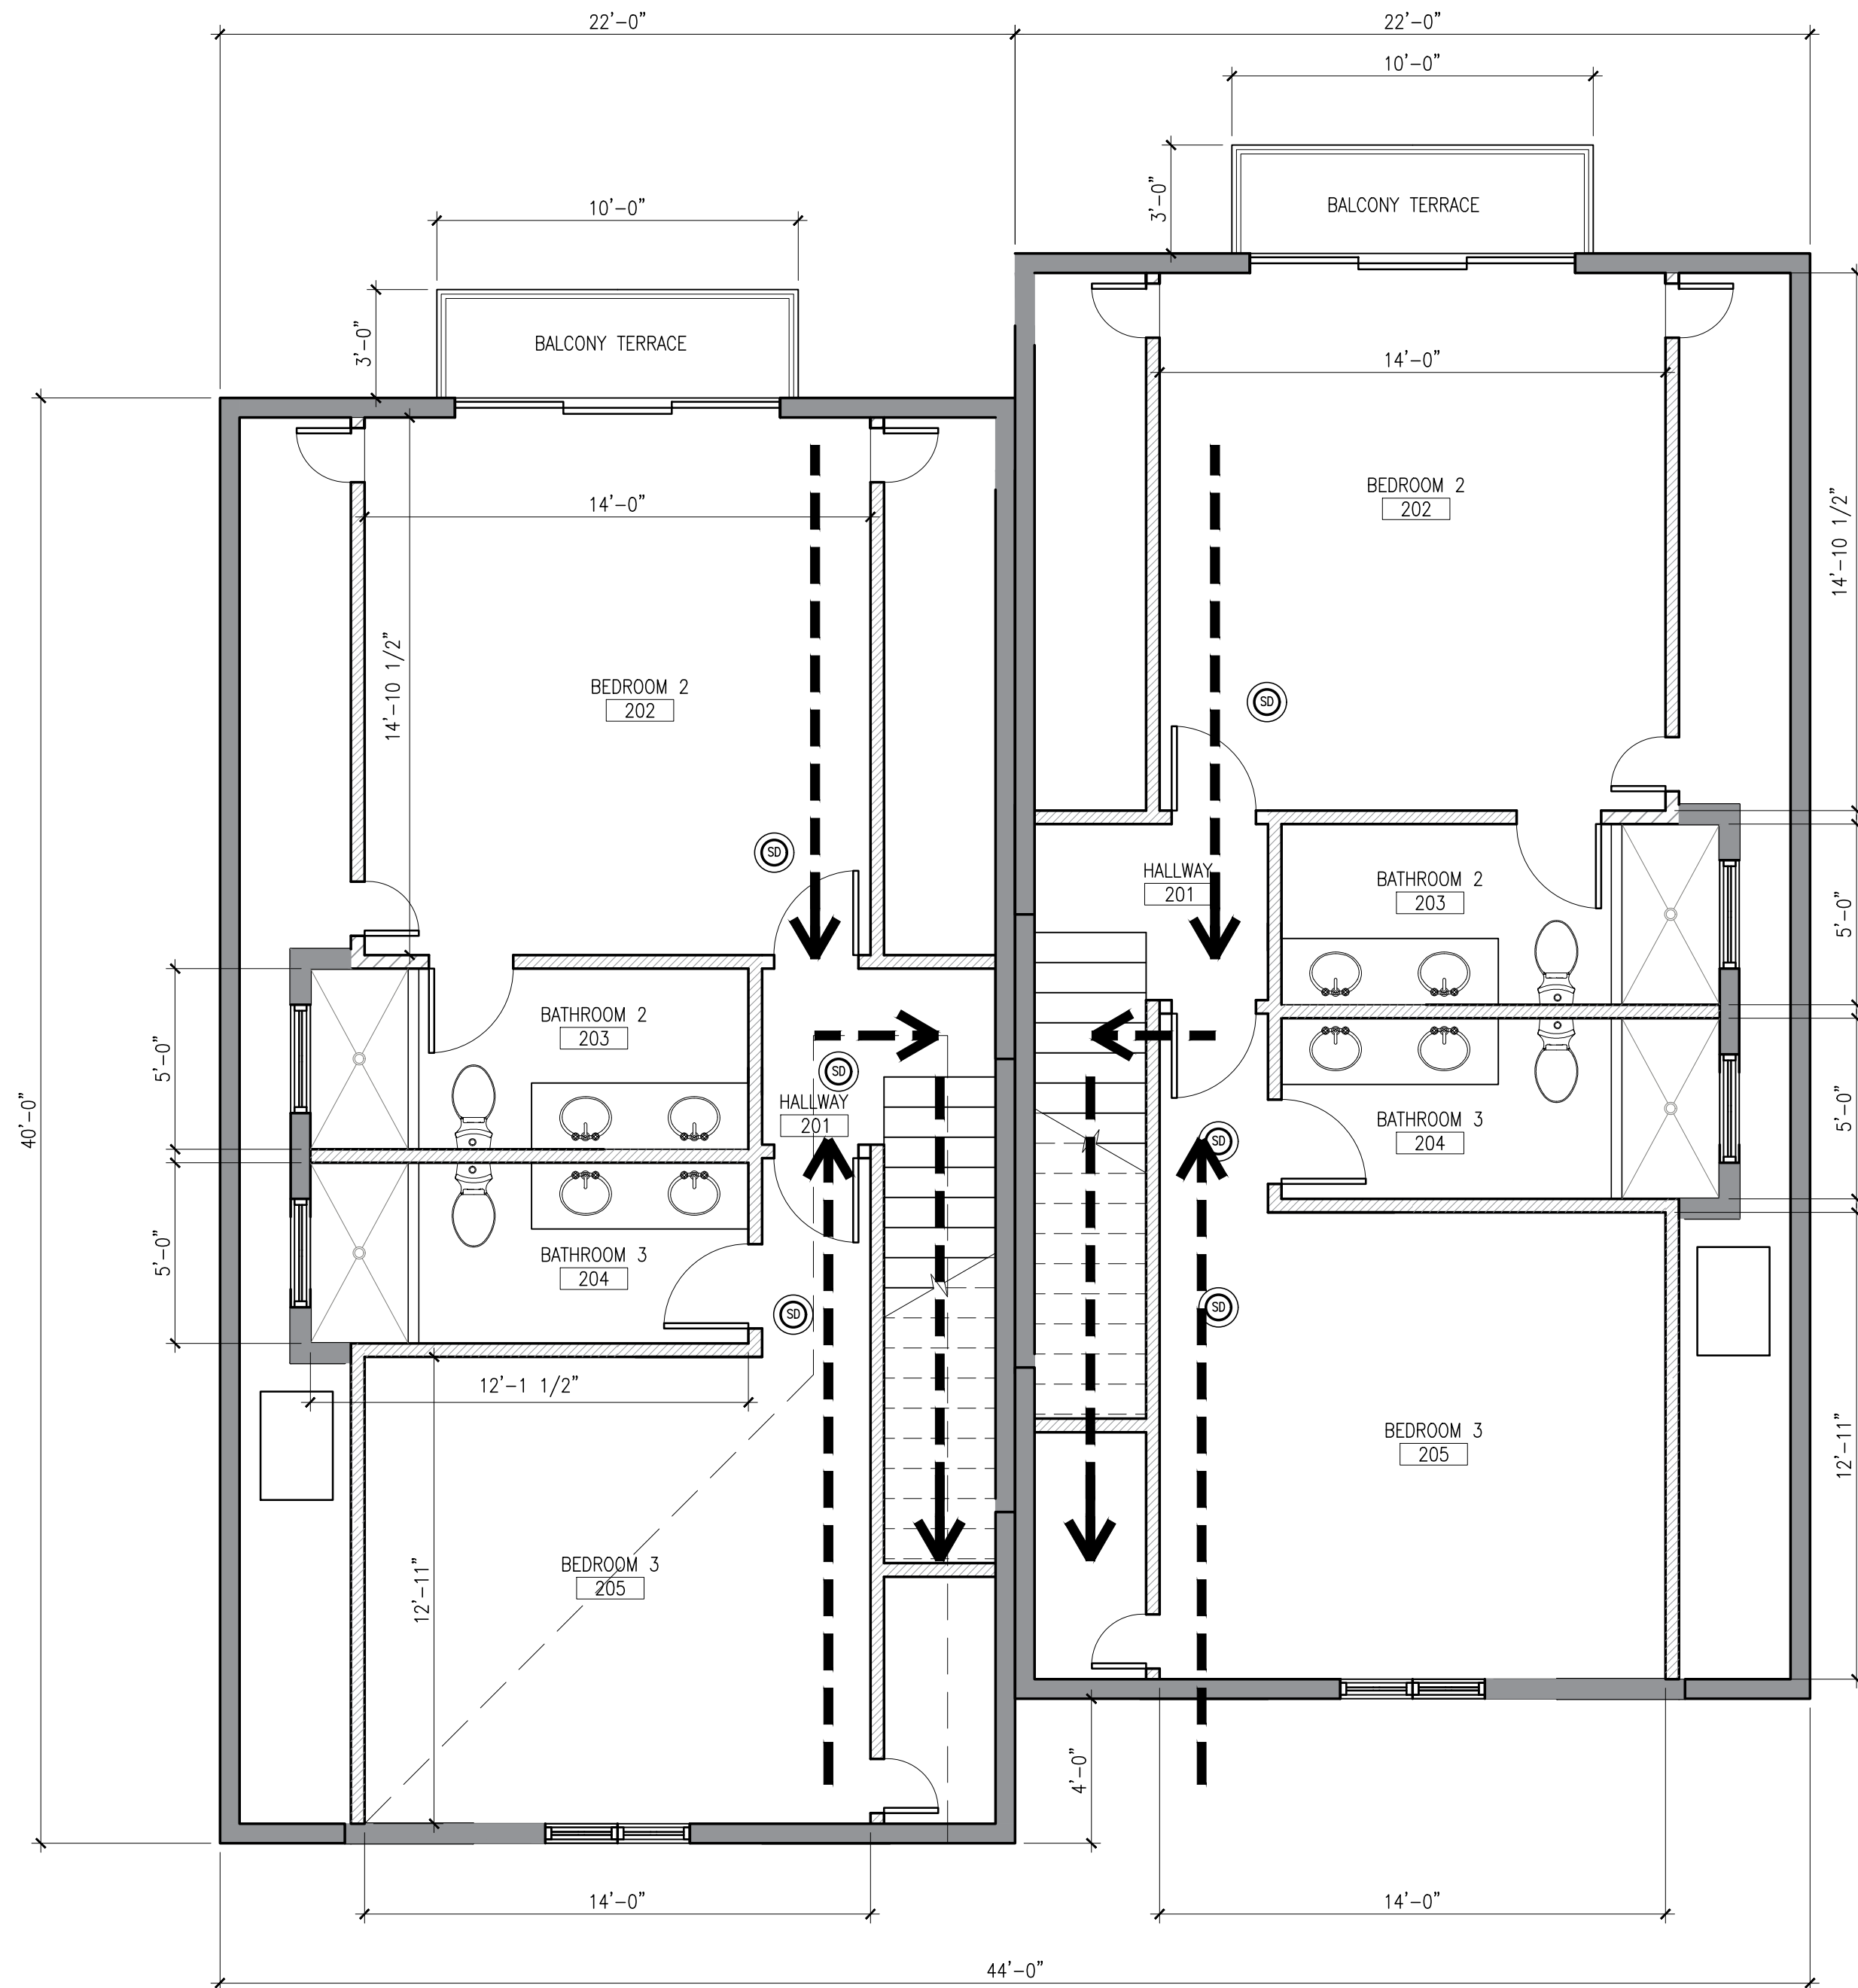 22'-0"
22'-0"
10'-0"
3'-0"
BALCONY TERRACE
10'-0"
3'-0"
BALCONY TERRACE
14'-0"
14'-0"
BEDROOM 2
202
14'-10 1/2"
BEDROOM 2
202
14'-10 1/2"
SD
SD
HALLWAY
201
BATHROOM 2
203
5'-0"
BATHROOM 2
203
5'-0"
SD
HALLWAY
201
40'-0"
BATHROOM 3
204
5'-0"
SD
BATHROOM 3
204
5'-0"
SD
SD
12'-1 1/2"
BEDROOM 3
205
12'-11"
BEDROOM 3
205
12'-11"
4'-0"
14'-0"
14'-0"
44'-0"